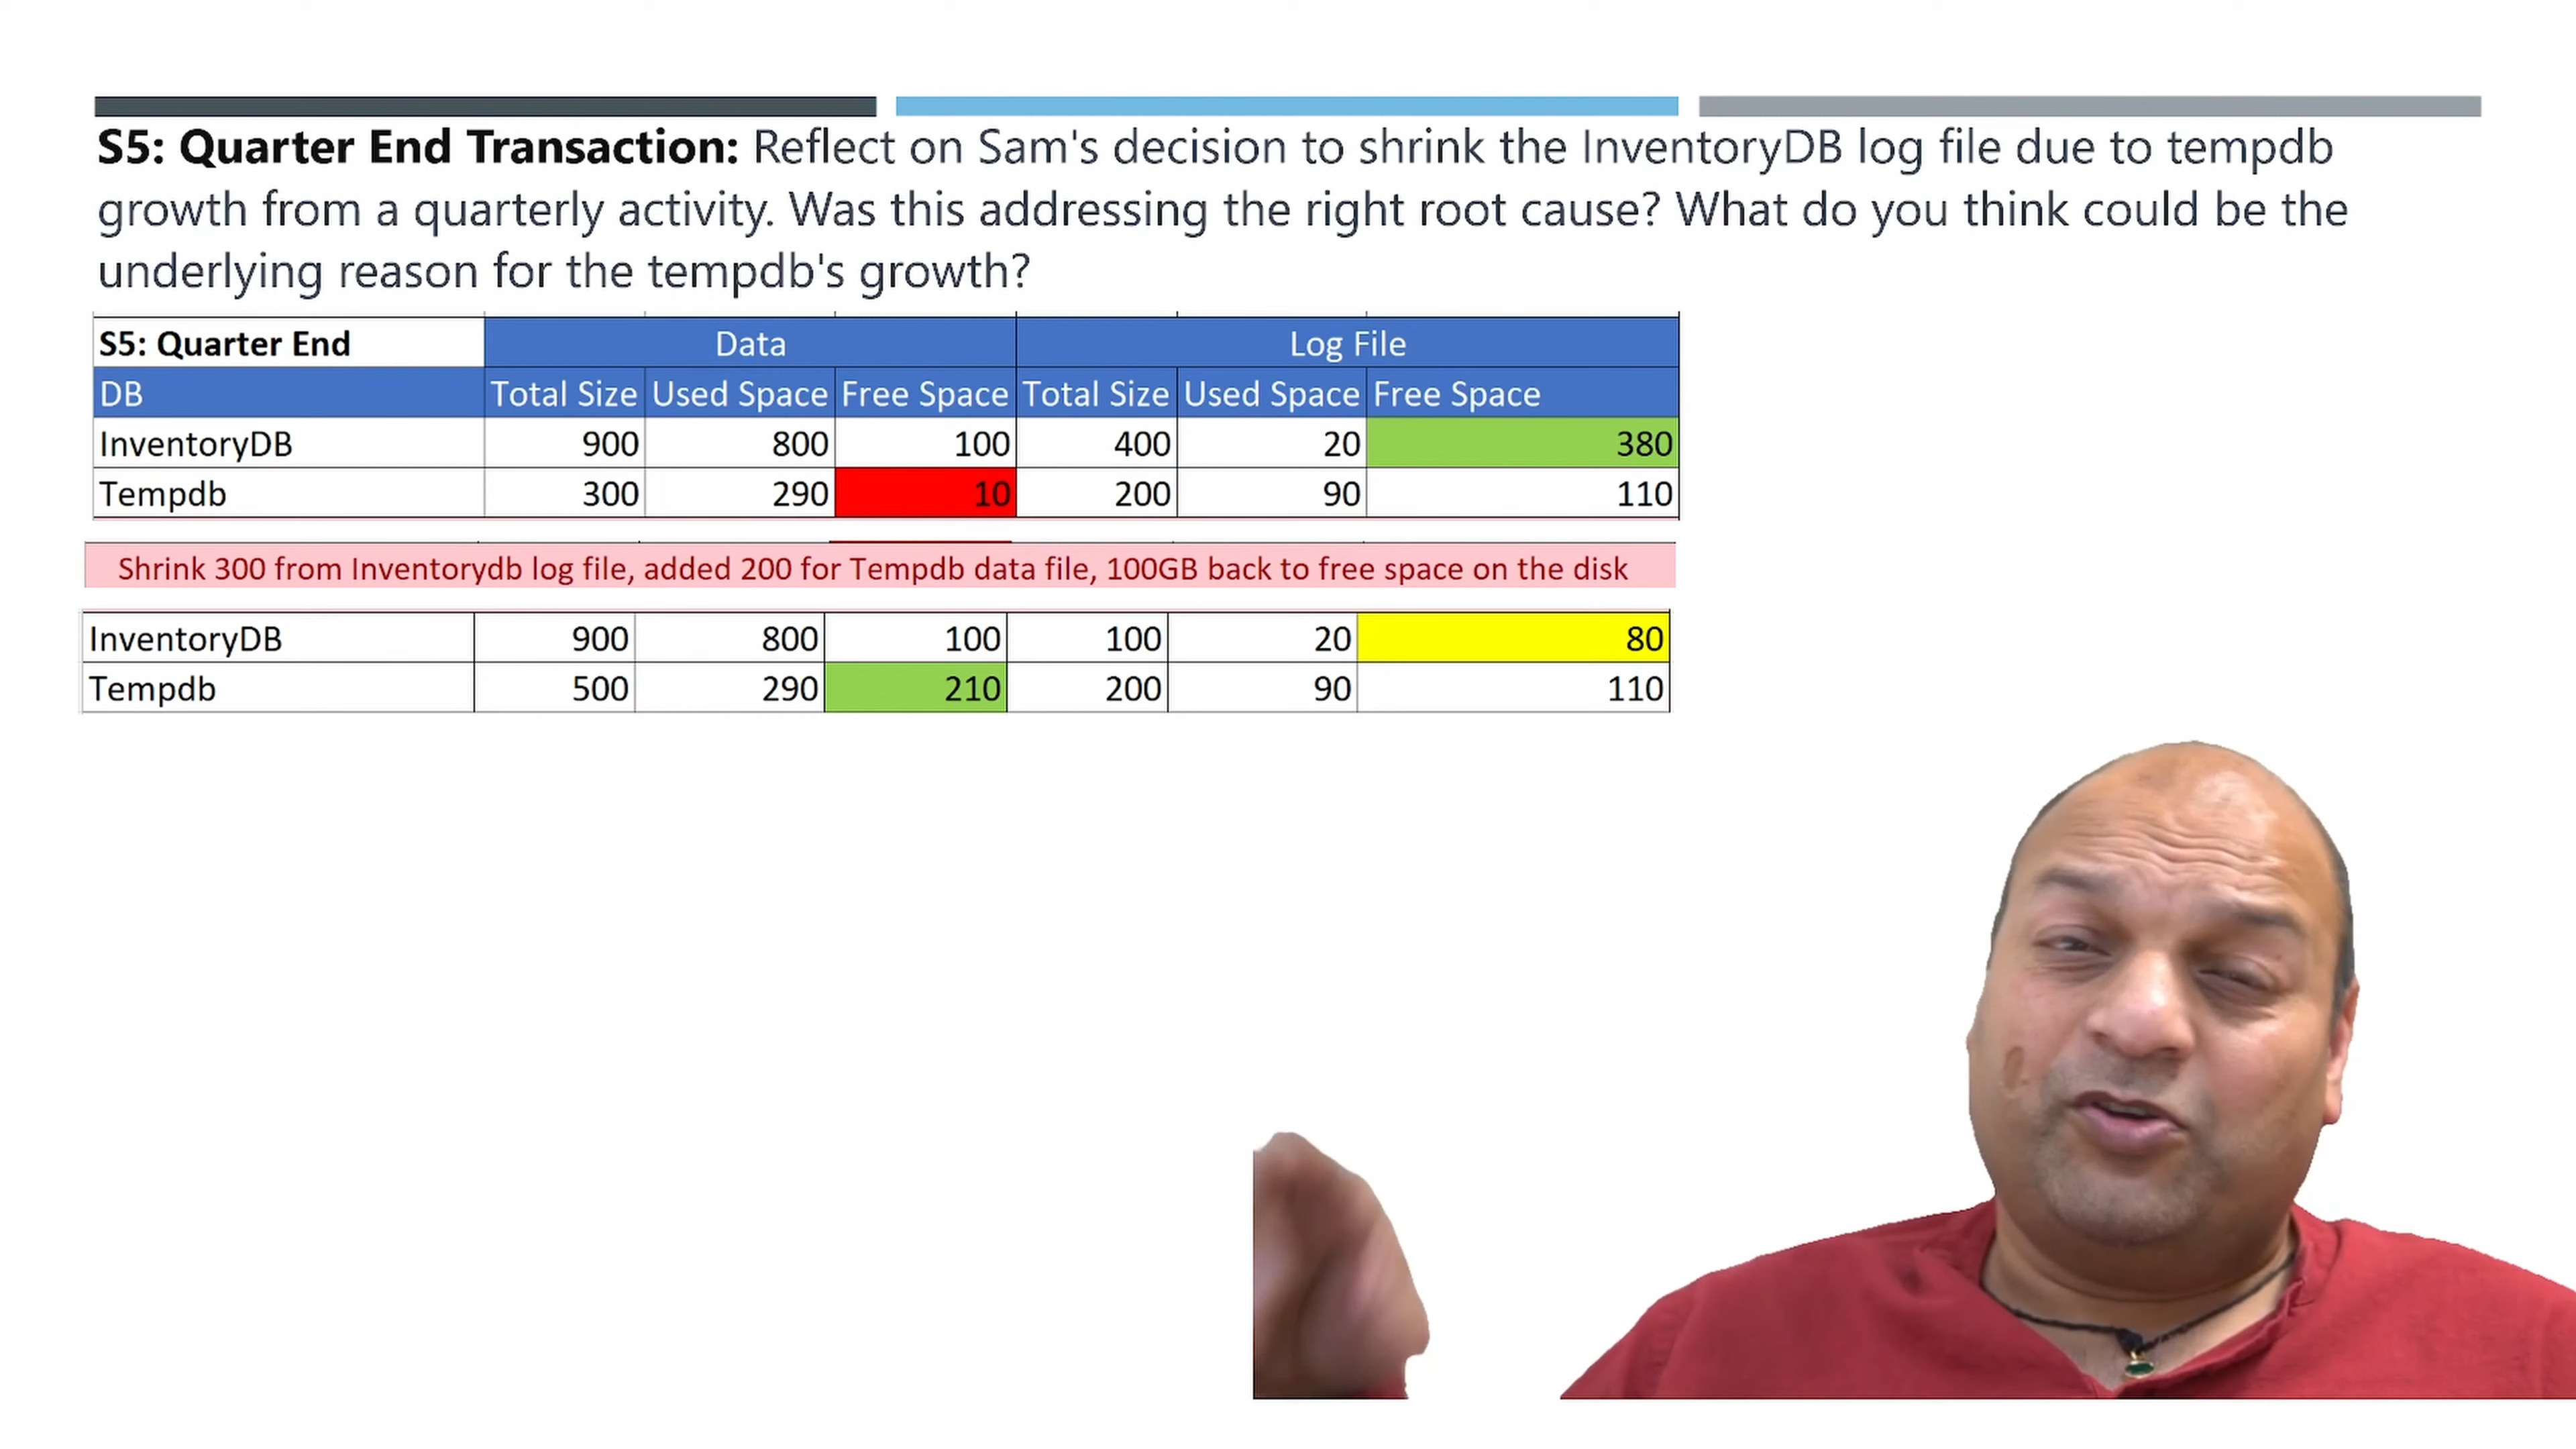 S5: Quarter End Transaction: Reflect on Sam's decision to shrink the InventoryDB log file due to tempdb
growth from a quarterly activity. Was this addressing the right root cause? What do you think could be the
underlying reason for the tempdb's growth?
S5: Quarter End Data Log File
DB Total Size Used Space Free Space Total Size Used Space Free Space
InventoryDB 900 800 100 400 20 380
Tempdb 300 290 10 200 90 110
Shrink 300 from Inventorydb log file, added 200 for Tempdb data file, 100GB back to free space on the disk
InventoryDB 900 800 100 100 20 80
Tempdb 500 290 210 200 90 110